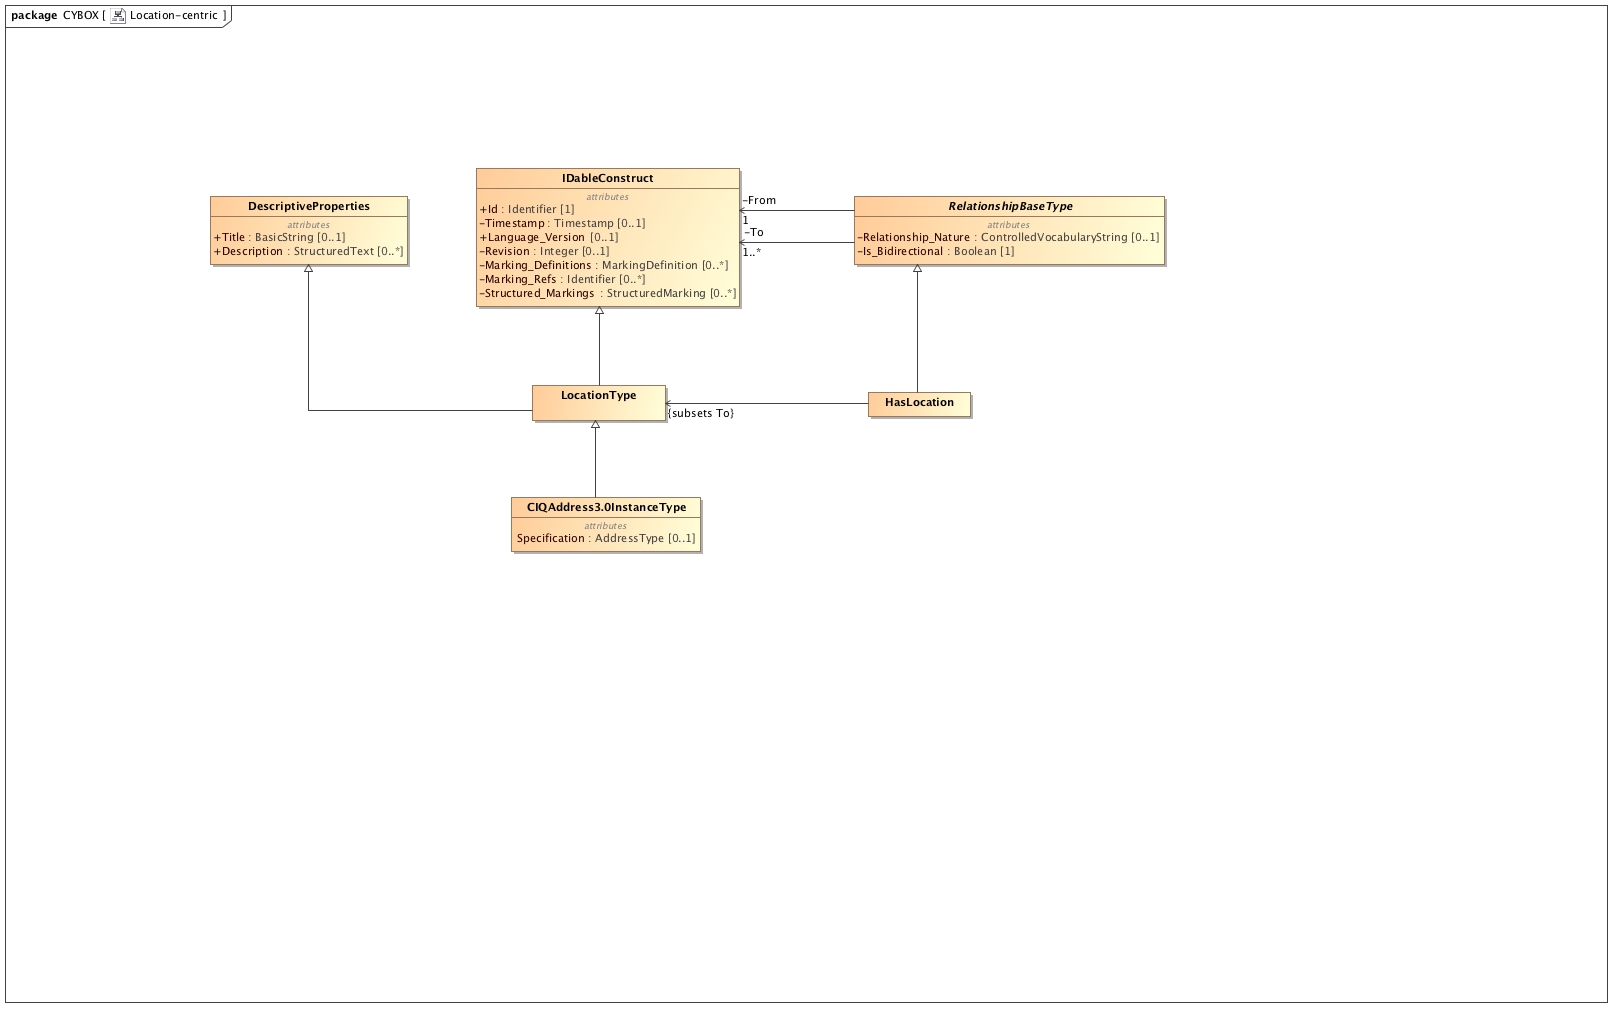 package CYBOX [ Location-centric ]
IDableConstruct
attributes
+Id : Identifier [1]
-Timestamp : Timestamp [0..1]
+Language_Version [0..1]
-Revision : Integer [0..1]
-Marking_Definitions : MarkingDefinition [0..*]
-Marking_Refs : Identifier [0..*]
-Structured_Markings : StructuredMarking [0..*]
DescriptiveProperties
attributes
+Title : BasicString [0..1]
+Description : StructuredText [0..*]
-From
1
-To
1..*
RelationshipBaseType
attributes
-Relationship_Nature : ControlledVocabularyString [0..1]
-Is_Bidirectional : Boolean [1]
LocationType
{subsets To}
HasLocation
CIQAddress3.0InstanceType
attributes
Specification : AddressType [0..1]